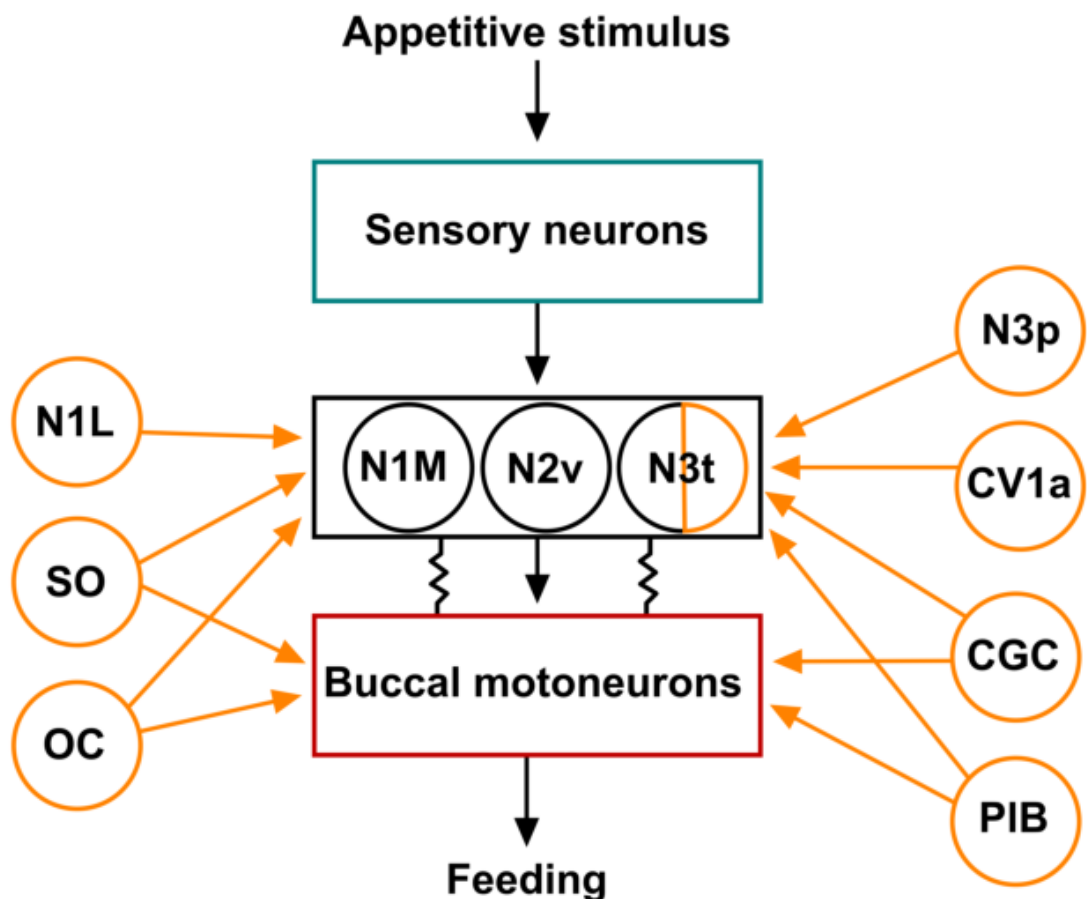 Appetitive stimulus
Sensory neurons
N3p
N1L
N1M
N2v
N3t
CV1a
SO
CGC
Buccal motoneurons
OC
PIB
Feeding